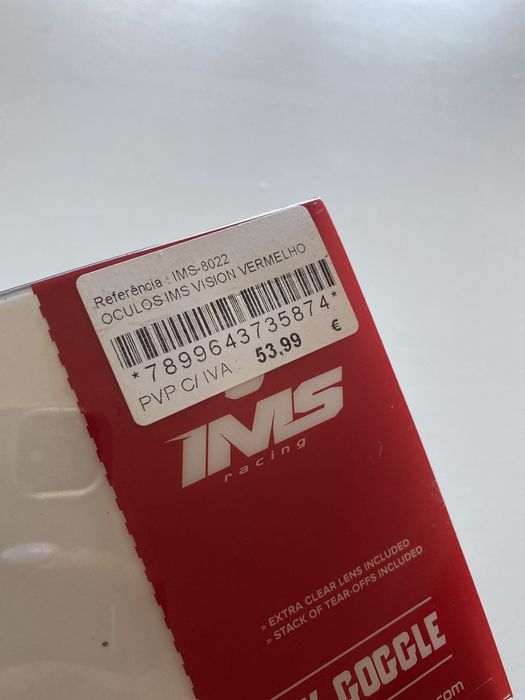 Referência : IMS-8022
OCULOS IMS VISION VERMELHO
*7899643735874*
PVP C/ IVA : 53,99 €
IMS
racing
» EXTRA CLEAR LENS INCLUDED
» STACK OF TEAR-OFFS INCLUDED
GOGGLE
.com